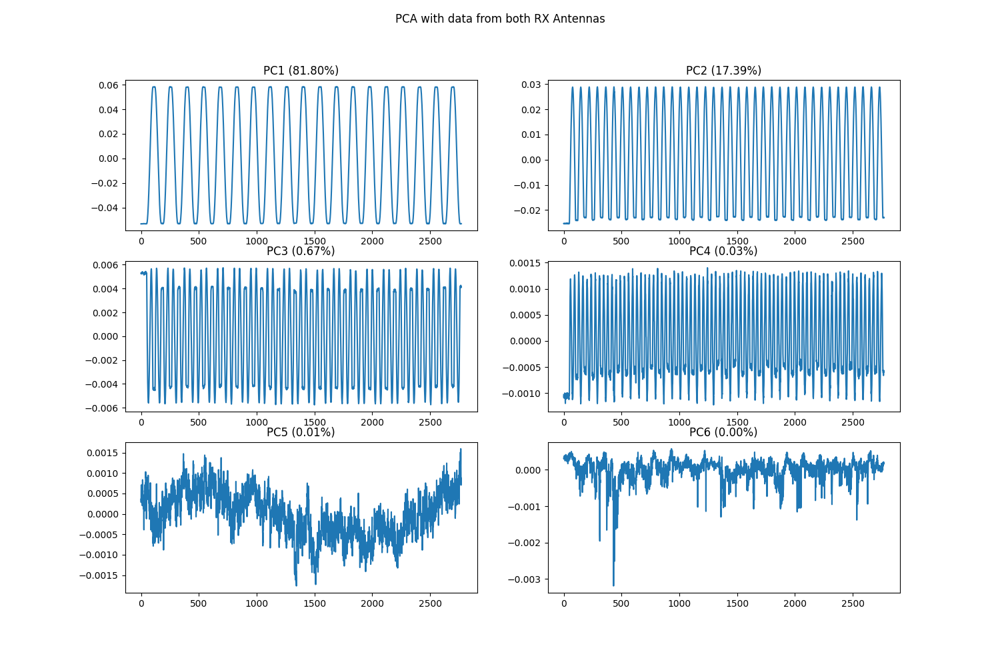 PCA with data from both RX Antennas
PC1 (81.80%)
0.06
0.04
0.02
0.00
−0.02
−0.04
0 500 1000 1500 2000 2500
PC2 (17.39%)
0.03
0.02
0.01
0.00
−0.01
−0.02
0 500 1000 1500 2000 2500
PC3 (0.67%)
0.006
0.004
0.002
0.000
−0.002
−0.004
−0.006
0 500 1000 1500 2000 2500
PC4 (0.03%)
0.0015
0.0010
0.0005
0.0000
−0.0005
−0.0010
0 500 1000 1500 2000 2500
PC5 (0.01%)
0.0015
0.0010
0.0005
0.0000
−0.0005
−0.0010
−0.0015
0 500 1000 1500 2000 2500
PC6 (0.00%)
0.000
−0.001
−0.002
−0.003
0 500 1000 1500 2000 2500